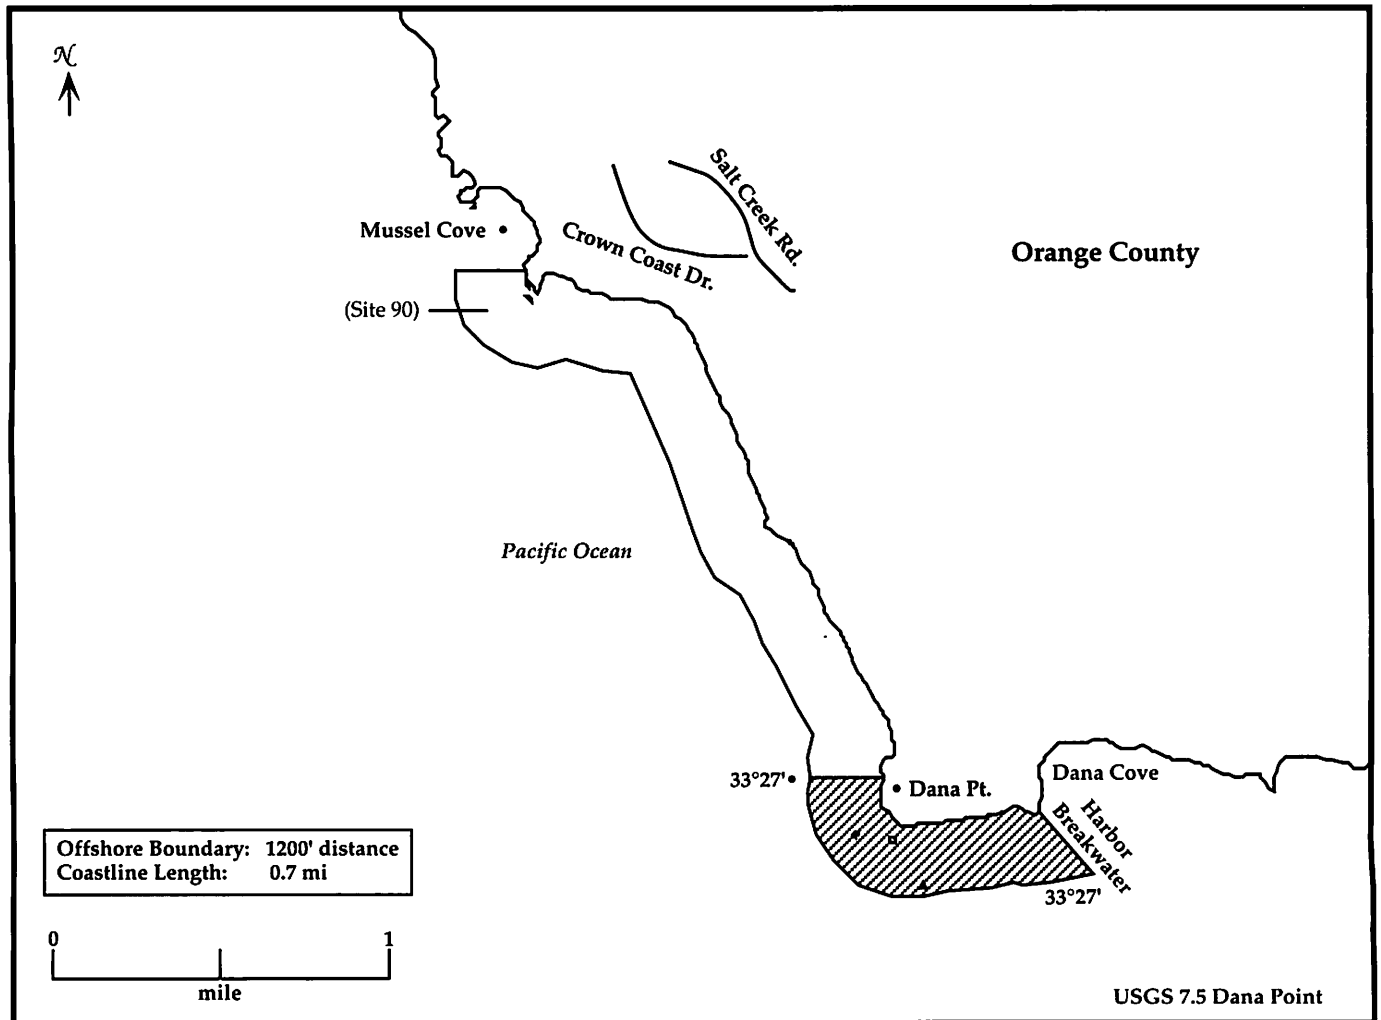 N
Salt Creek Rd.
Mussel Cove
Crown Coast Dr.
Orange County
(Site 90)
Pacific Ocean
33°27'
Dana Pt.
Dana Cove
Harbor
Breakwater
33°27'
Offshore Boundary: 1200' distance
Coastline Length: 0.7 mi
0 1
mile
USGS 7.5 Dana Point